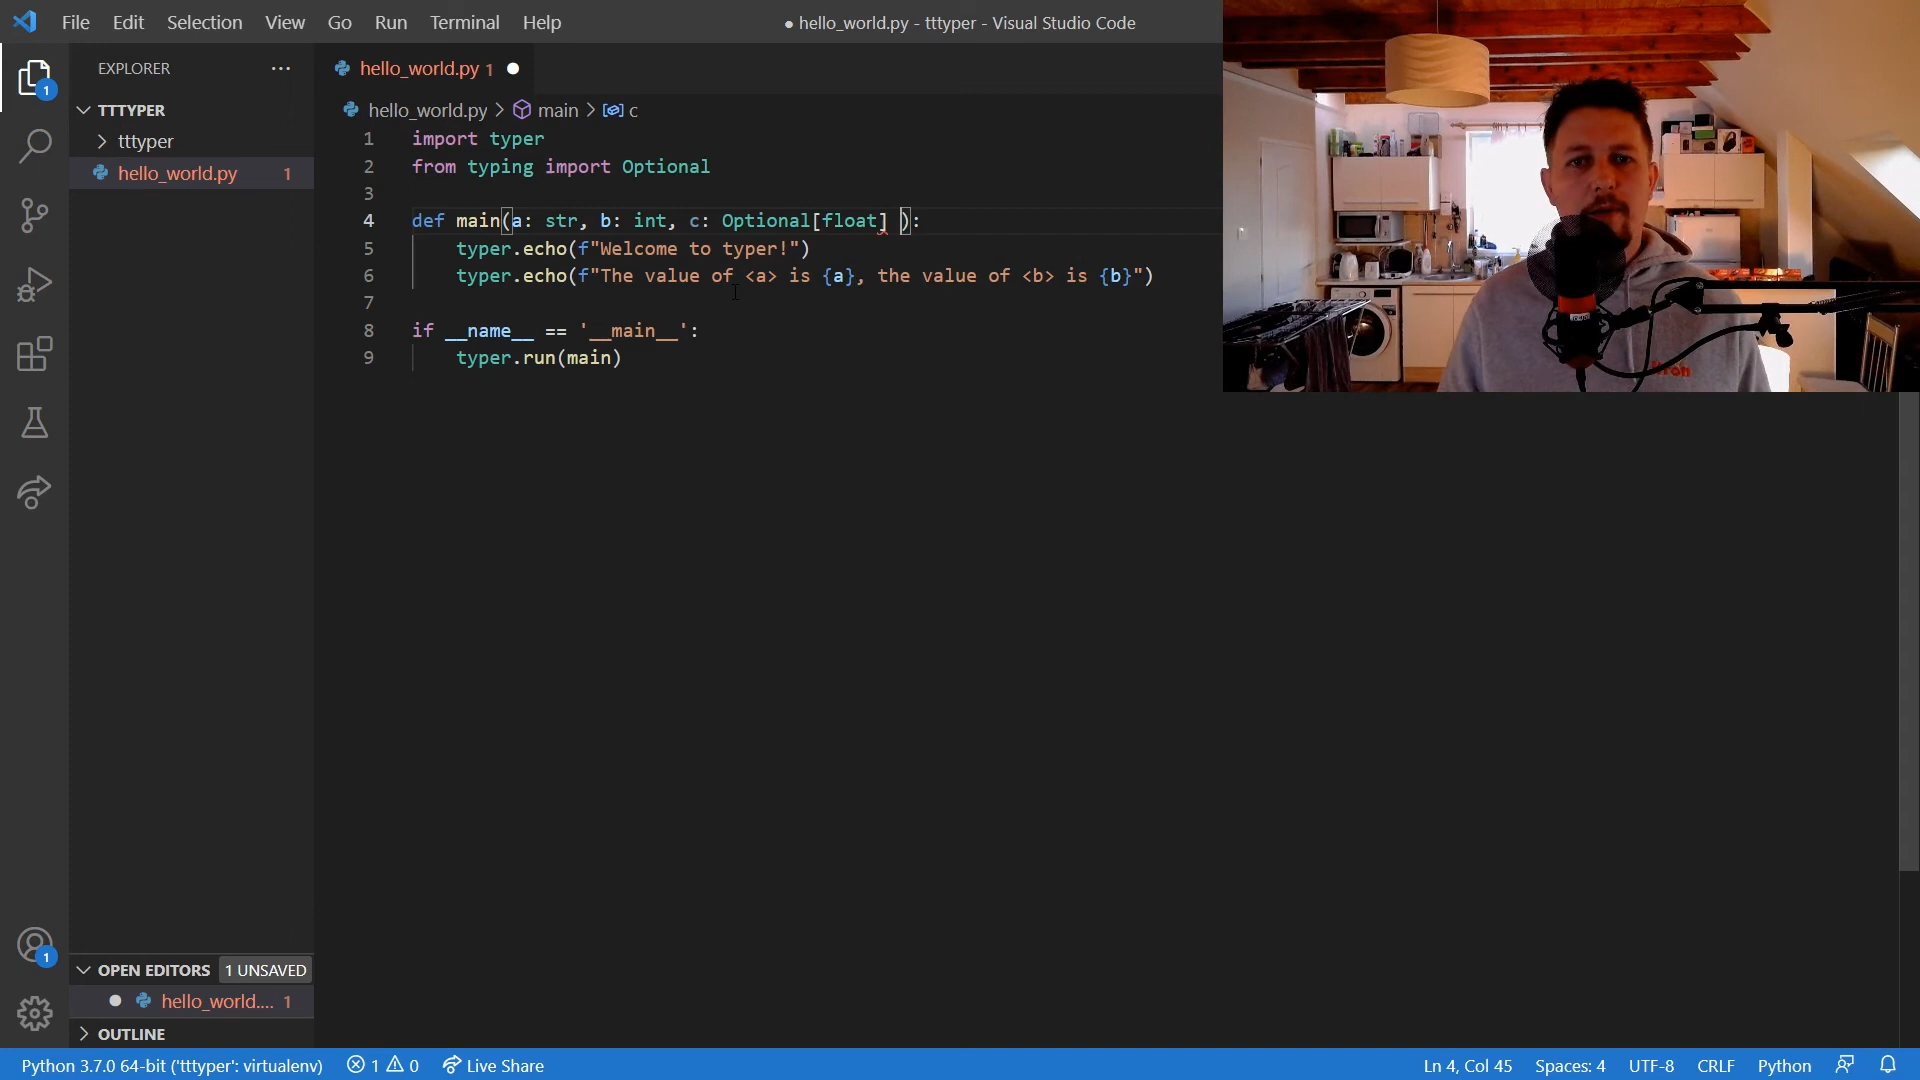 File Edit Selection View Go Run Terminal Help
● hello_world.py - tttyper - Visual Studio Code
EXPLORER ···
hello_world.py 1
TTTYPER
hello_world.py > main > c
tttyper
hello_world.py 1
1 import typer
2 from typing import Optional
3
4 def main(a: str, b: int, c: Optional[float] ):
5 typer.echo(f"Welcome to typer!")
6 typer.echo(f"The value of <a> is {a}, the value of <b> is {b}")
7
8 if __name__ == '__main__':
9 typer.run(main)
1
1
OPEN EDITORS 1 UNSAVED
hello_world.... 1
OUTLINE
Python 3.7.0 64-bit ('tttyper': virtualenv) 1 0 Live Share Ln 4, Col 45 Spaces: 4 UTF-8 CRLF Python